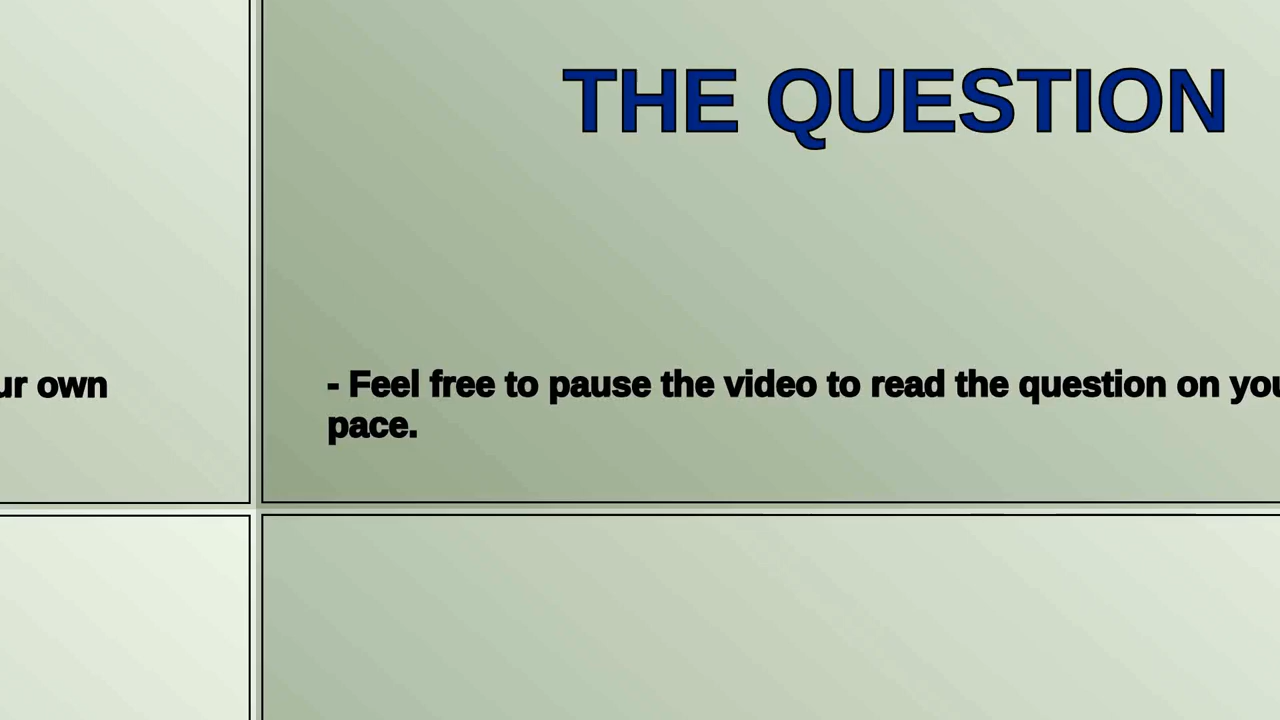 THE QUESTION
ur own
- Feel free to pause the video to read the question on you
pace.